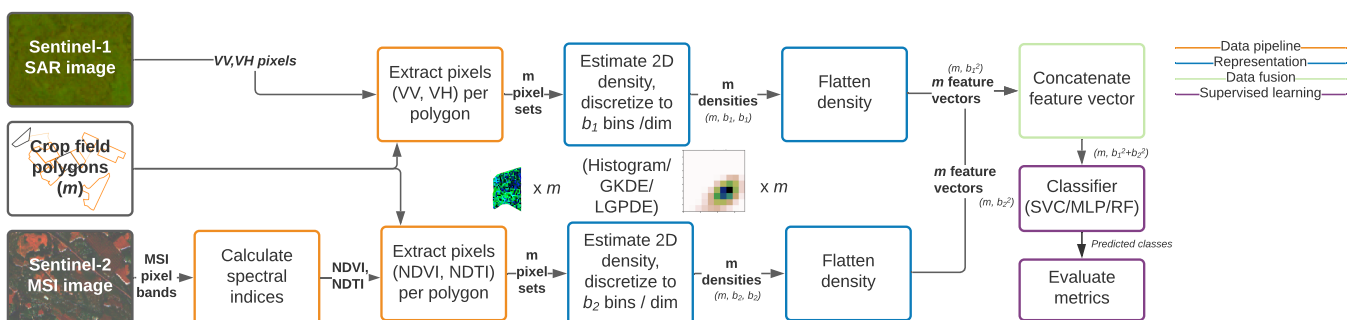 Sentinel-1
SAR image
VV,VH pixels
Extract pixels
(VV, VH) per
polygon
m
pixel
sets
Estimate 2D
density,
discretize to
b₁ bins /dim
m
densities
(m, b₁, b₁)
Flatten
density
(m, b₁²)
m feature
vectors
Concatenate
feature vector
Data pipeline
Representation
Data fusion
Supervised learning
Crop field
polygons
(m)
x m
(Histogram/
GKDE/
LGPDE)
x m
m feature
vectors
(m, b₂²)
(m, b₁²+b₂²)
Classifier
(SVC/MLP/RF)
Predicted classes
Evaluate
metrics
Sentinel-2
MSI image
MSI
pixel
bands
Calculate
spectral
indices
NDVI,
NDTI
Extract pixels
(NDVI, NDTI)
per polygon
m
pixel
sets
Estimate 2D
density,
discretize to
b₂ bins / dim
m
densities
(m, b₂, b₂)
Flatten
density